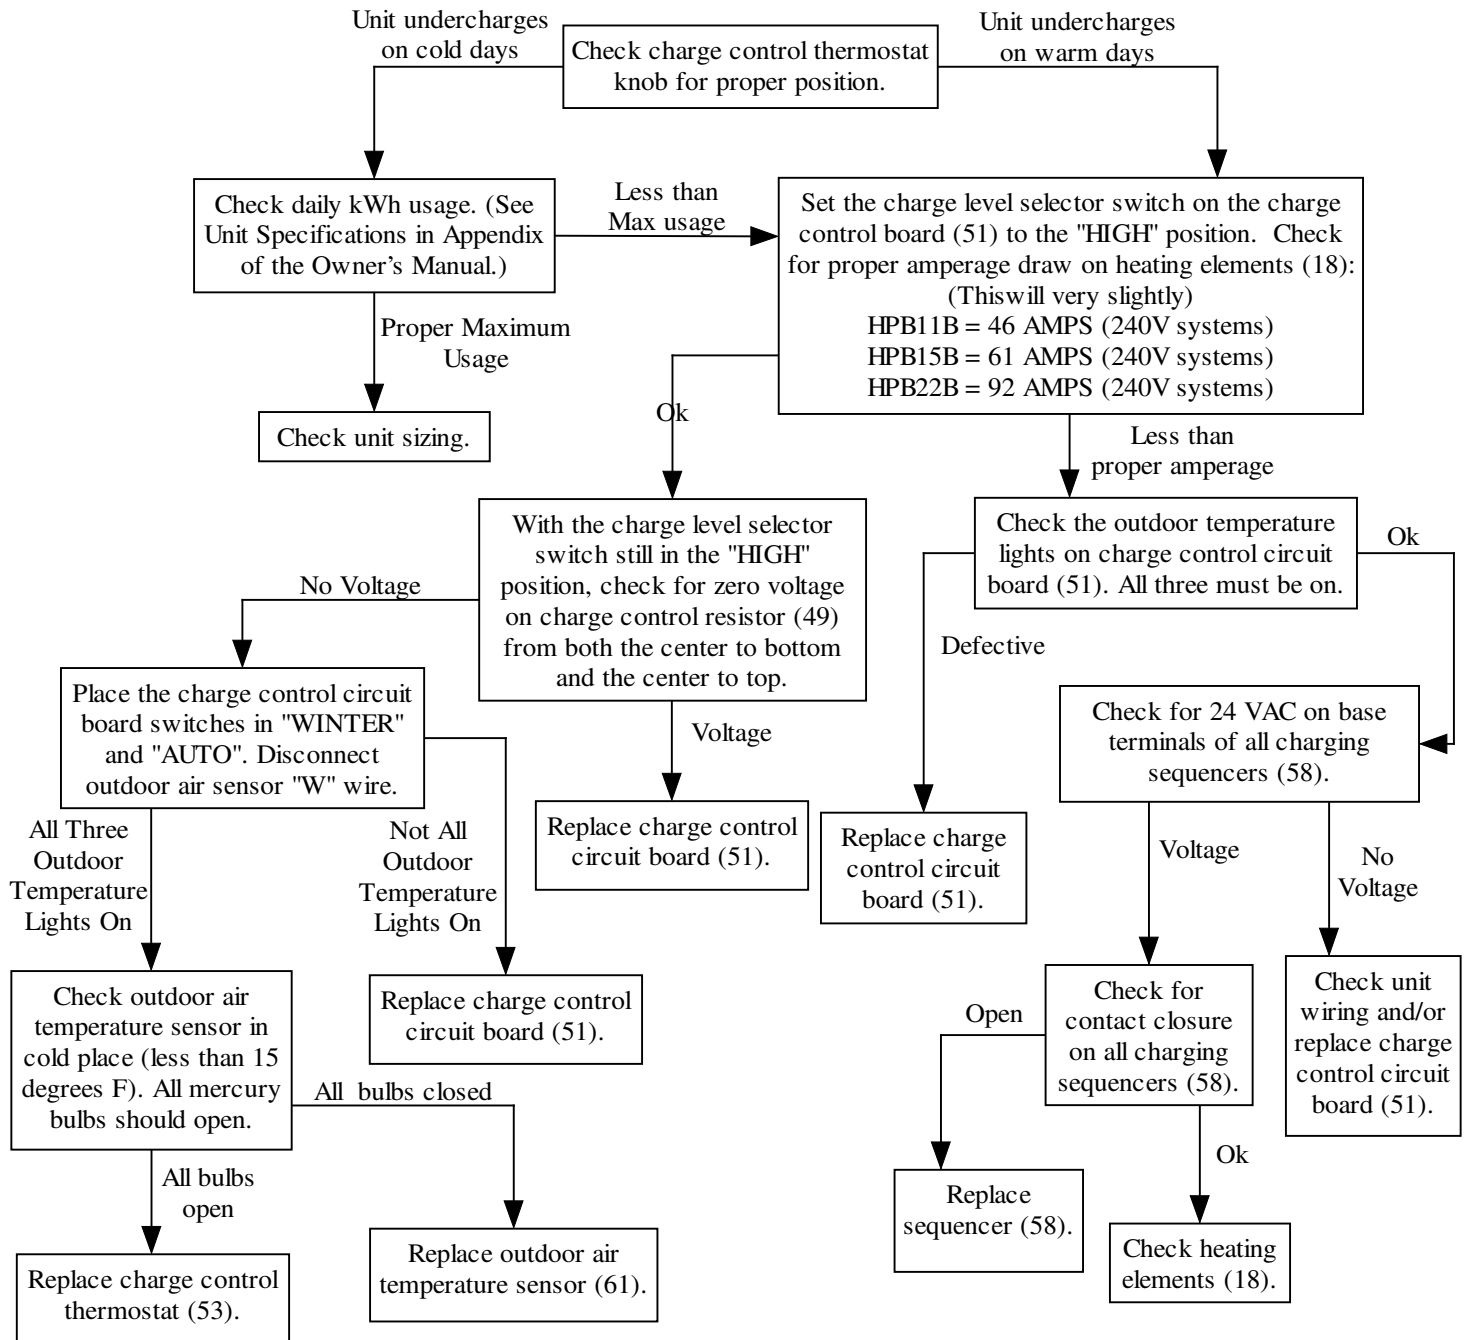 Unit undercharges
on cold days
Check charge control thermostat
knob for proper position.
Unit undercharges
on warm days
Check daily kWh usage. (See
Unit Specifications in Appendix
of the Owner's Manual.)
Less than
Max usage
Set the charge level selector switch on the charge
control board (51) to the "HIGH" position. Check
for proper amperage draw on heating elements (18):
(Thiswill very slightly)
HPB11B = 46 AMPS (240V systems)
HPB15B = 61 AMPS (240V systems)
HPB22B = 92 AMPS (240V systems)
Proper Maximum
Usage
Check unit sizing.
Ok
Less than
proper amperage
With the charge level selector
switch still in the "HIGH"
position, check for zero voltage
on charge control resistor (49)
from both the center to bottom
and the center to top.
Check the outdoor temperature
lights on charge control circuit
board (51). All three must be on.
Ok
No Voltage
Defective
Place the charge control circuit
board switches in "WINTER"
and "AUTO". Disconnect
outdoor air sensor "W" wire.
Voltage
Check for 24 VAC on base
terminals of all charging
sequencers (58).
Replace charge control
circuit board (51).
Replace charge
control circuit
board (51).
All Three
Outdoor
Temperature
Lights On
Not All
Outdoor
Temperature
Lights On
Voltage
No
Voltage
Check outdoor air
temperature sensor in
cold place (less than 15
degrees F). All mercury
bulbs should open.
Replace charge control
circuit board (51).
Open
Check for
contact closure
on all charging
sequencers (58).
Check unit
wiring and/or
replace charge
control circuit
board (51).
All bulbs closed
All bulbs
open
Ok
Replace
sequencer (58).
Replace charge control
thermostat (53).
Replace outdoor air
temperature sensor (61).
Check heating
elements (18).